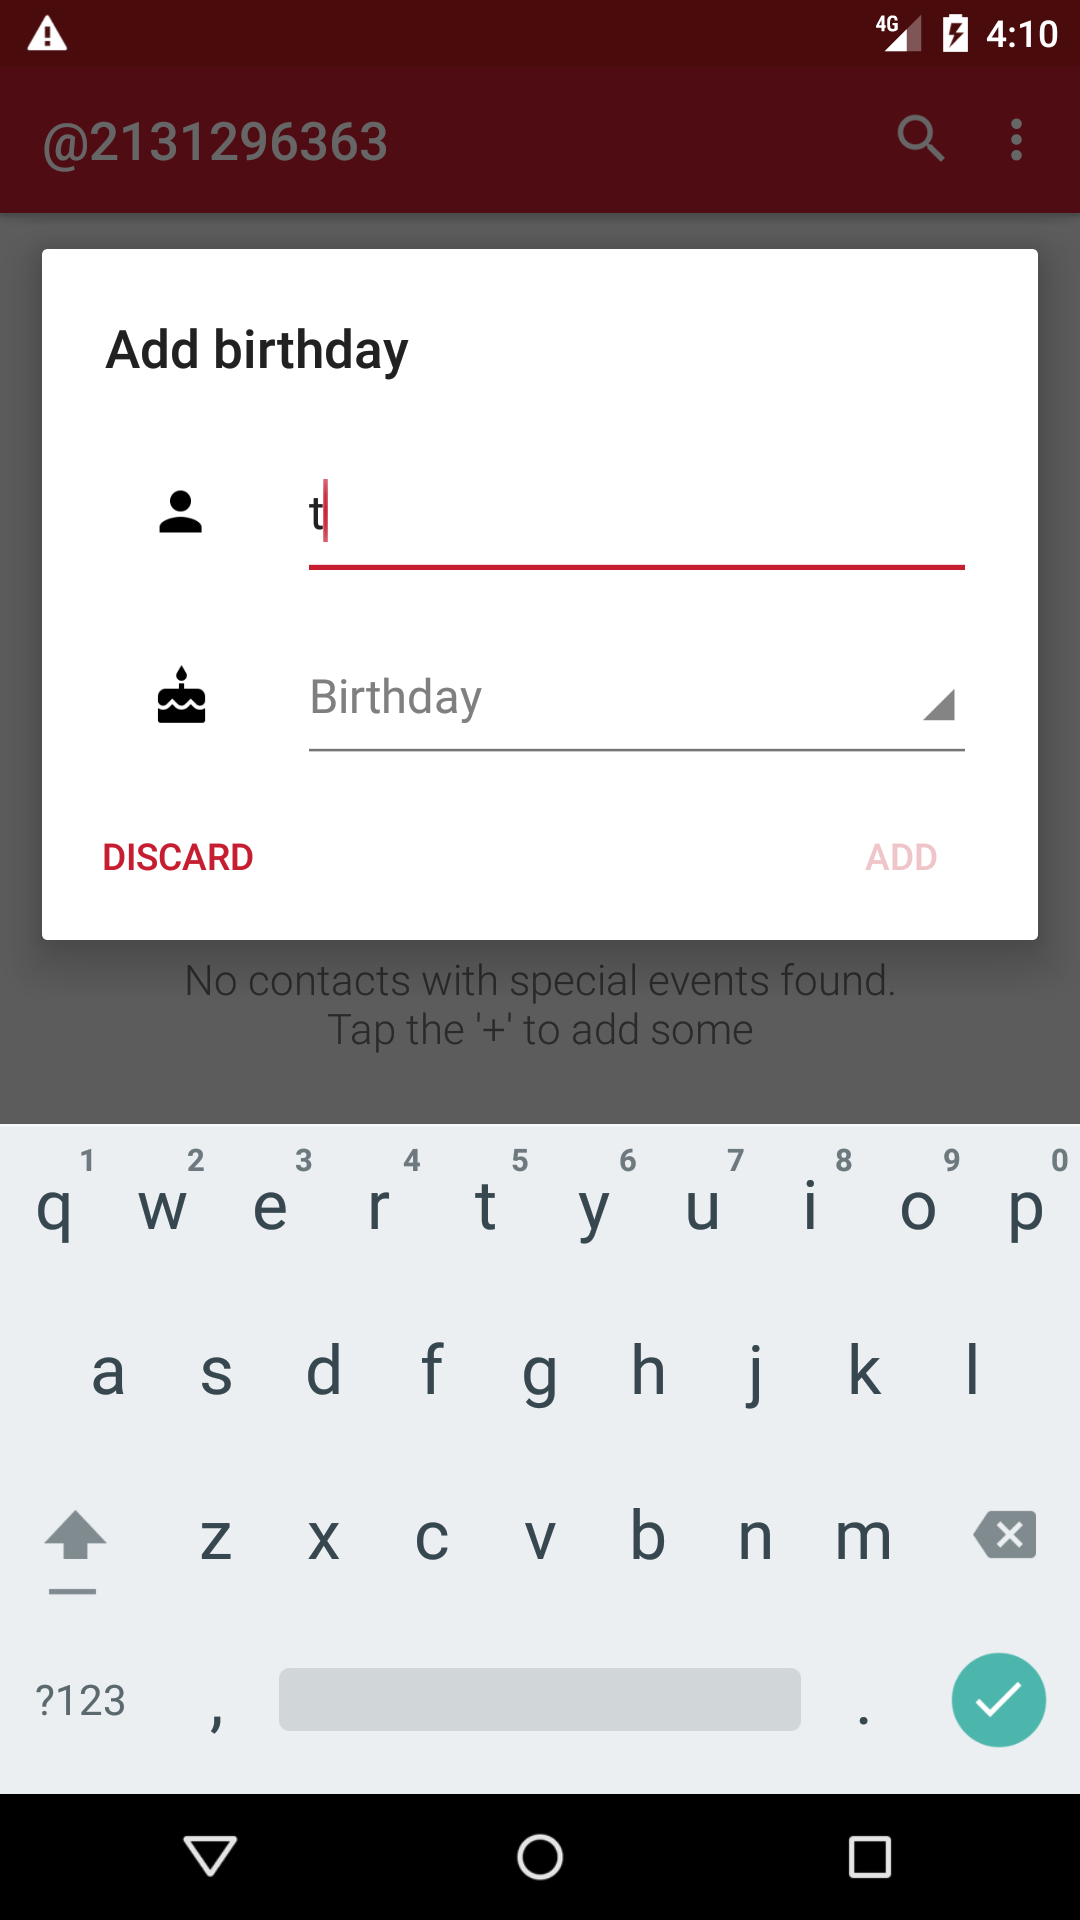 4G 4:10
@2131296363
Add birthday
t
Birthday
DISCARD ADD
No contacts with special events found.
Tap the '+' to add some
1 2 3 4 5 6 7 8 9 0
q w e r t y u i o p
a s d f g h j k l
z x c v b n m
?123 , .